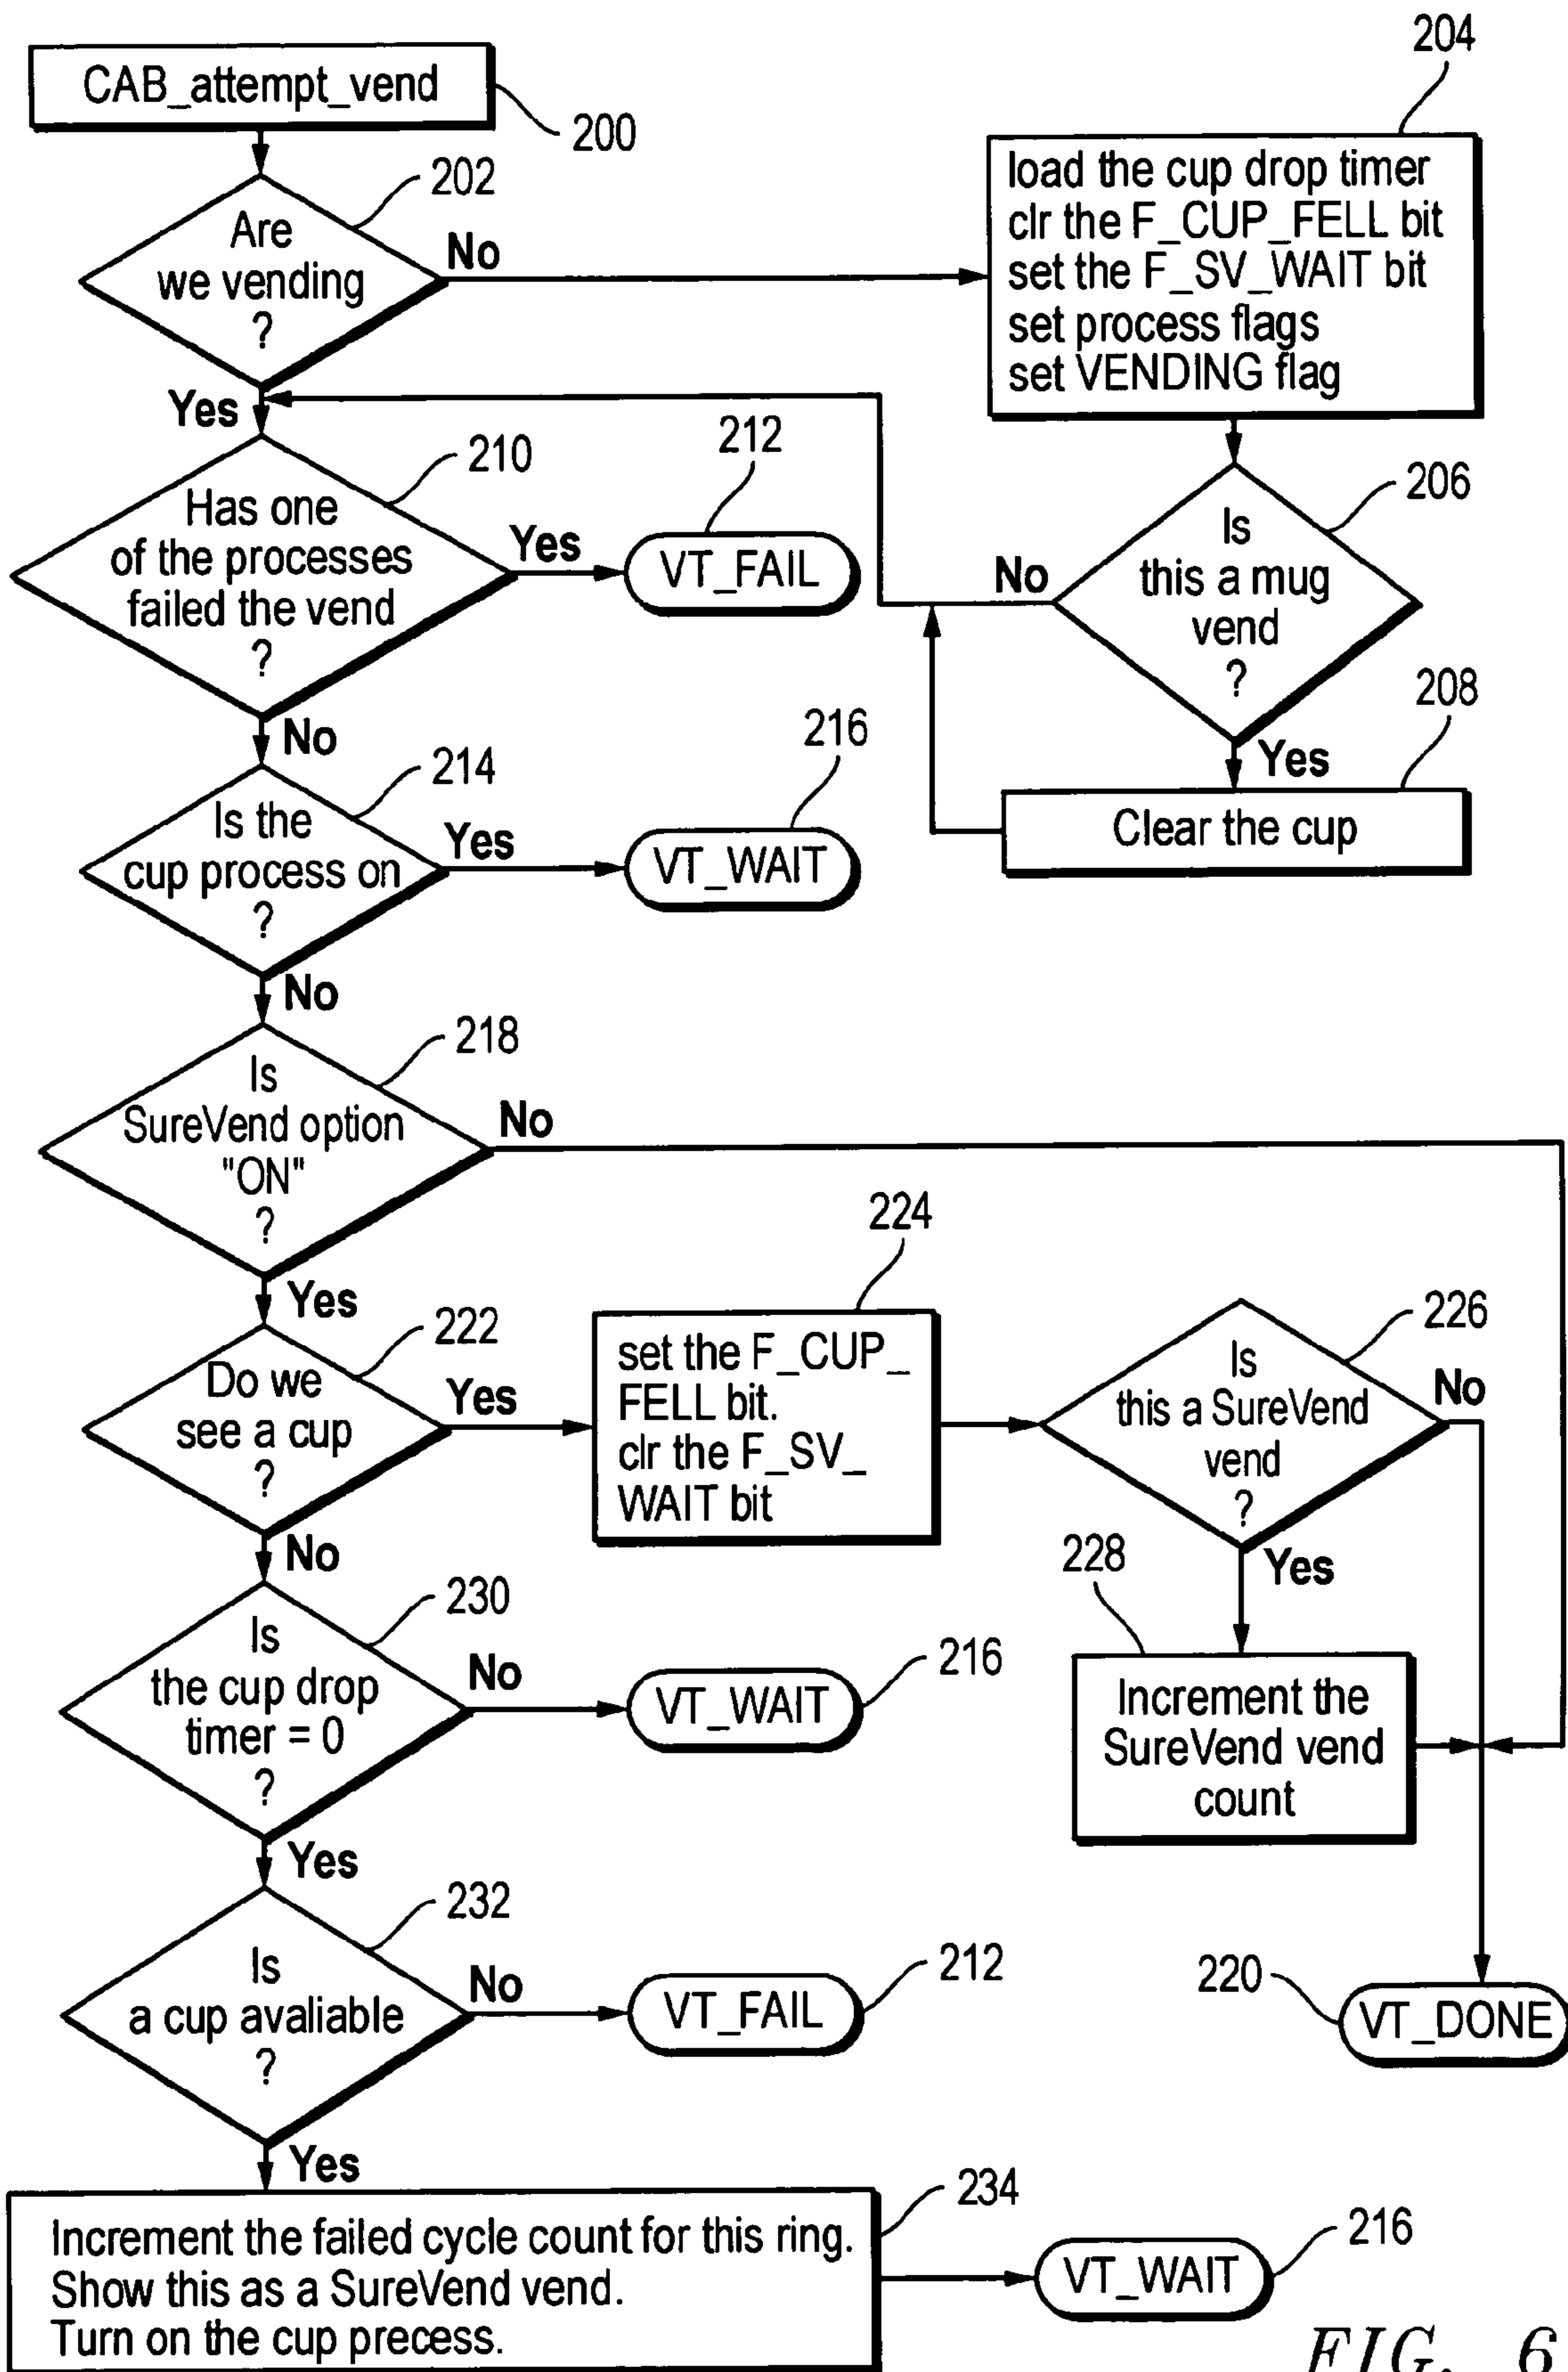 CAB_attempt_vend
200
202
Are
we vending
?
No
Yes
204
load the cup drop timer
clr the F_CUP_FELL bit
set the F_SV_WAIT bit
set process flags
set VENDING flag
206
Is
this a mug
vend
?
No
Yes
208
Clear the cup
210
Has one
of the processes
failed the vend
?
Yes
212
VT_FAIL
No
214
Is the
cup process on
?
Yes
216
VT_WAIT
No
218
Is
SureVend option
"ON"
?
No
Yes
222
Do we
see a cup
?
Yes
224
set the F_CUP_
FELL bit.
clr the F_SV_
WAIT bit
226
Is
this a SureVend
vend
?
No
Yes
228
Increment the
SureVend vend
count
No
230
Is
the cup drop
timer = 0
?
No
216
VT_WAIT
Yes
232
Is
a cup avaliable
?
No
212
VT_FAIL
220
VT_DONE
Yes
234
Increment the failed cycle count for this ring.
Show this as a SureVend vend.
Turn on the cup precess.
216
VT_WAIT
FIG. 6